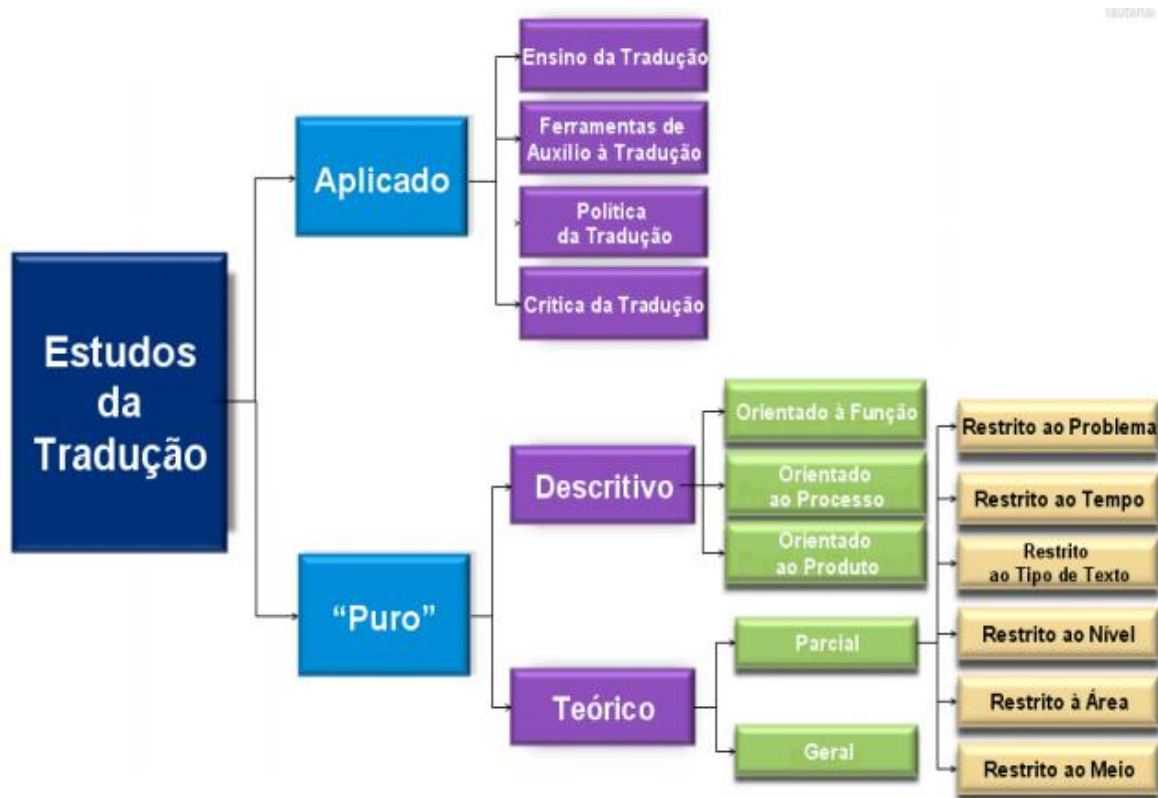 Ensino da Tradução
Ferramentas de
Auxílio à Tradução
Aplicado
Política
da Tradução
Crítica da Tradução
Estudos
da
Tradução
Orientado à Função
Restrito ao Problema
Descritivo
Orientado
ao Processo
Restrito ao Tempo
Orientado
ao Produto
Restrito
ao Tipo de Texto
“Puro”
Parcial
Restrito ao Nível
Teórico
Restrito à Área
Geral
Restrito ao Meio